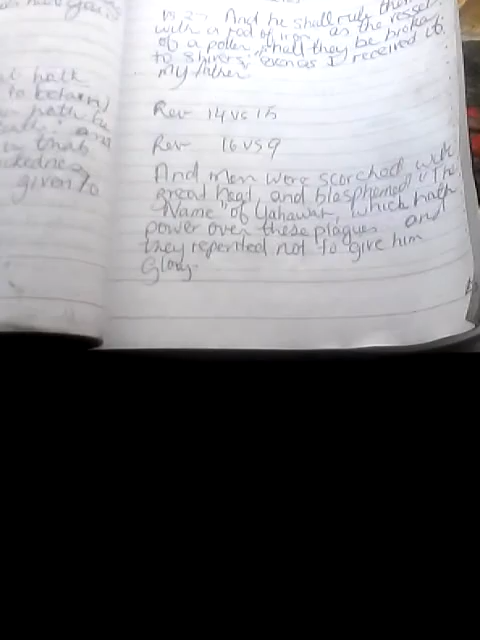 vs 27 And he shall rule them
with a rod of iron, as the vessels
of a potter shall they be broken
to shivers; even as I received of
my father
Rev 14 vs 15
Rev 16 vs 9
And men were scorched with
great heat, and blasphemed "The
Name" of Yahawah, which hath
power over these plagues and
they repented not to give him
Glory.
hath
that
given